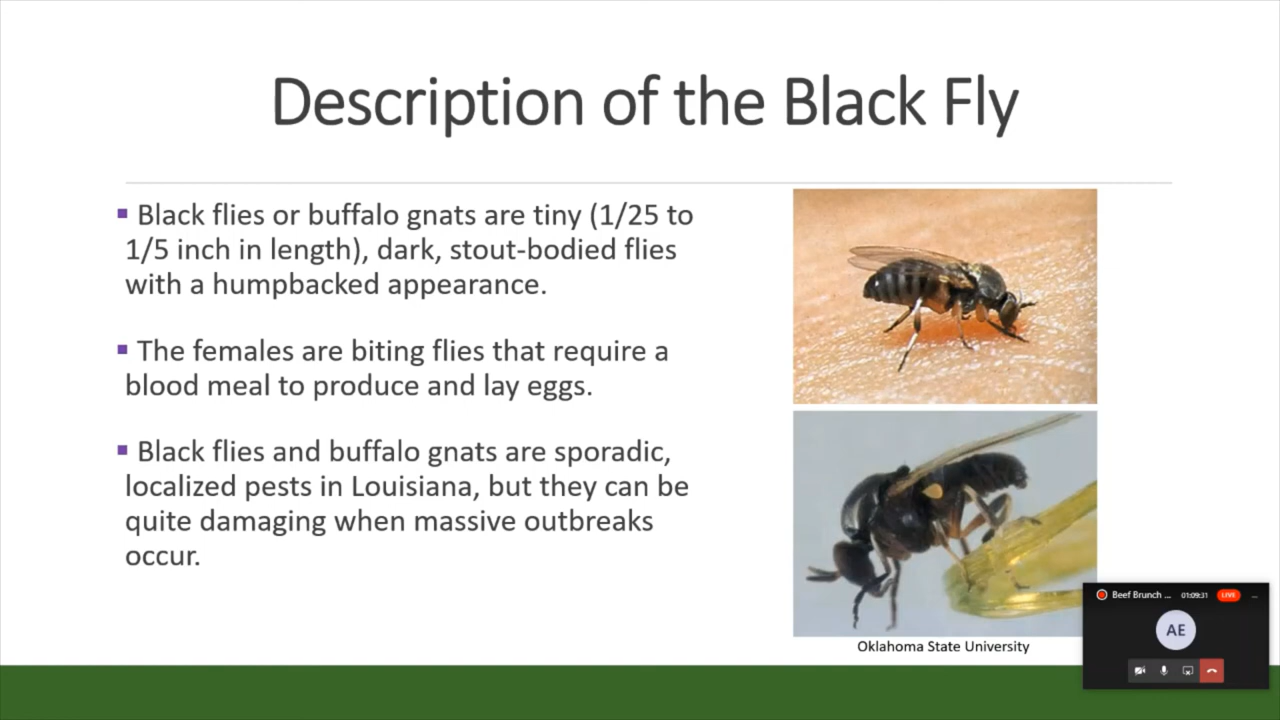 Description of the Black Fly
▪ Black flies or buffalo gnats are tiny (1/25 to
1/5 inch in length), dark, stout-bodied flies
with a humpbacked appearance.
▪ The females are biting flies that require a
blood meal to produce and lay eggs.
▪ Black flies and buffalo gnats are sporadic,
localized pests in Louisiana, but they can be
quite damaging when massive outbreaks
occur.
Oklahoma State University
Beef Brunch ... 01:09:31 LIVE ...
AE